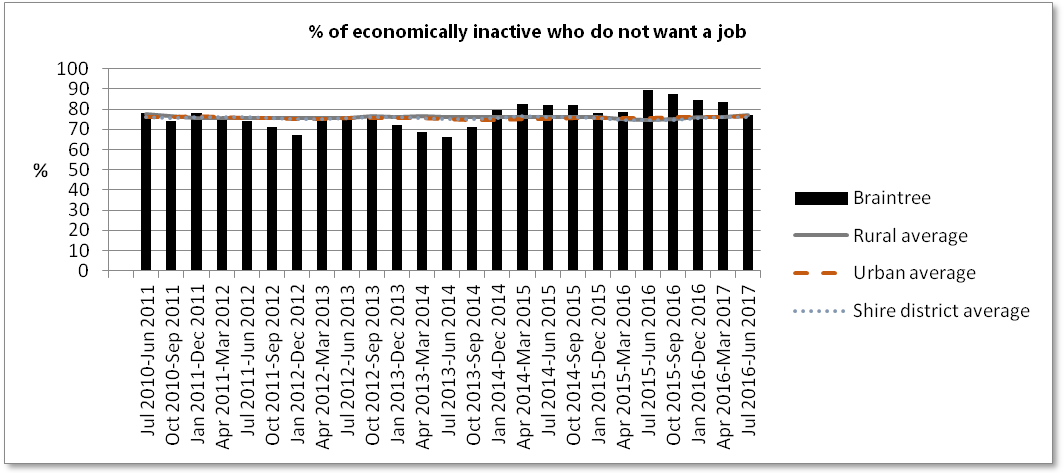 % of economically inactive who do not want a job
100
90
80
70
60
50
40
30
20
10
0
%
Jul 2010-Jun 2011
Oct 2010-Sep 2011
Jan 2011-Dec 2011
Apr 2011-Mar 2012
Jul 2011-Jun 2012
Oct 2011-Sep 2012
Jan 2012-Dec 2012
Apr 2012-Mar 2013
Jul 2012-Jun 2013
Oct 2012-Sep 2013
Jan 2013-Dec 2013
Apr 2013-Mar 2014
Jul 2013-Jun 2014
Oct 2013-Sep 2014
Jan 2014-Dec 2014
Apr 2014-Mar 2015
Jul 2014-Jun 2015
Oct 2014-Sep 2015
Jan 2015-Dec 2015
Apr 2015-Mar 2016
Jul 2015-Jun 2016
Oct 2015-Sep 2016
Jan 2016-Dec 2016
Apr 2016-Mar 2017
Jul 2016-Jun 2017
Braintree
Rural average
Urban average
Shire district average